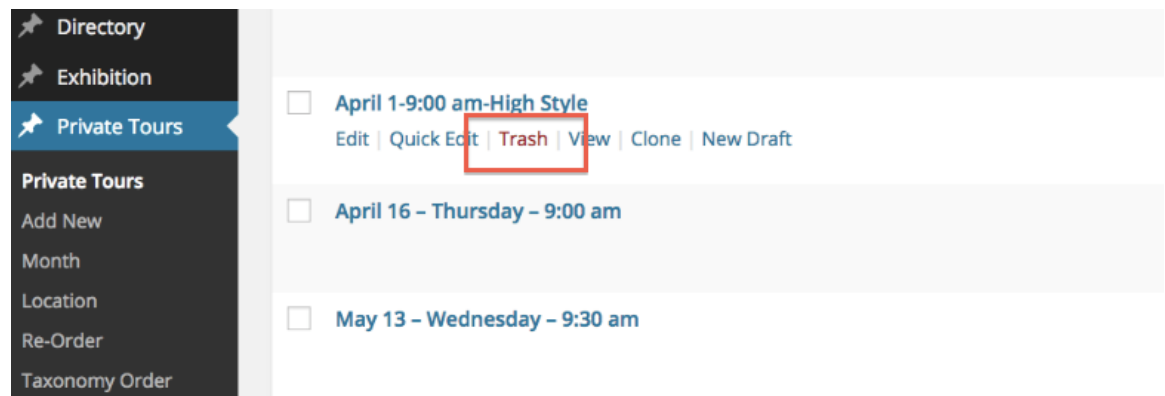 Directory
Exhibition
Private Tours
Private Tours
Add New
Month
Location
Re-Order
Taxonomy Order
April 1-9:00 am-High Style
Edit | Quick Edit | Trash | View | Clone | New Draft
April 16 – Thursday – 9:00 am
May 13 – Wednesday – 9:30 am